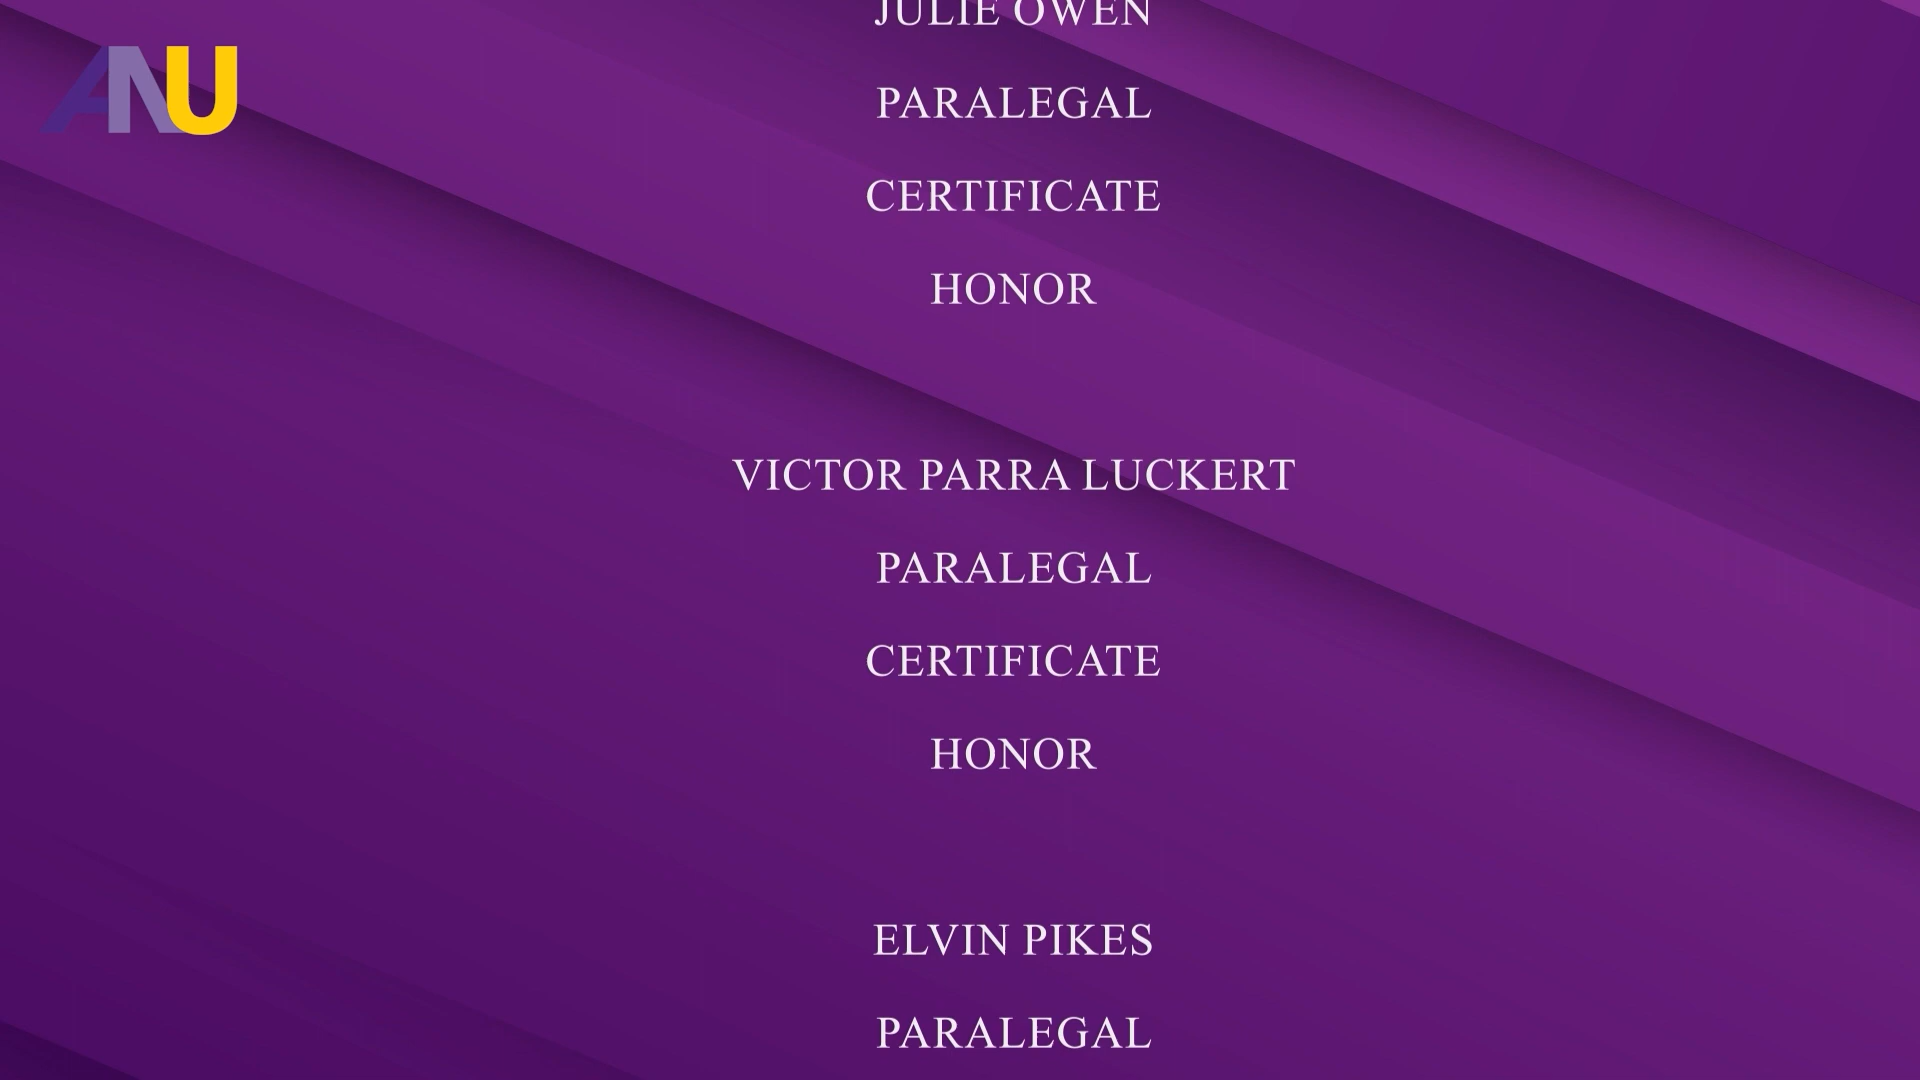 JULIE OWEN
ANU
PARALEGAL
CERTIFICATE
HONOR
VICTOR PARRA LUCKERT
PARALEGAL
CERTIFICATE
HONOR
ELVIN PIKES
PARALEGAL